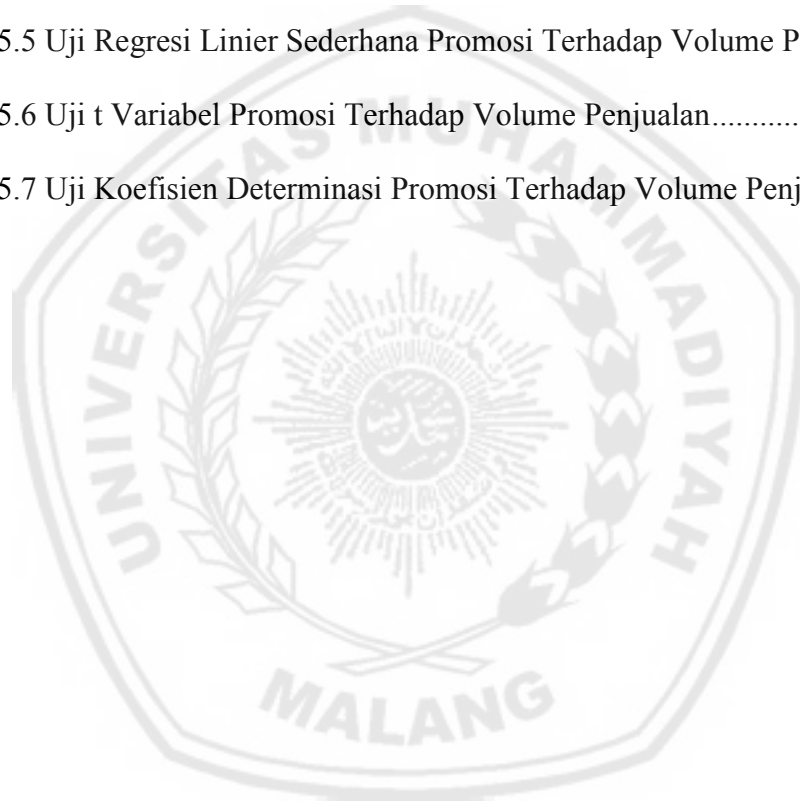 5.5 Uji Regresi Linier Sederhana Promosi Terhadap Volume P
5.6 Uji t Variabel Promosi Terhadap Volume Penjualan...........
5.7 Uji Koefisien Determinasi Promosi Terhadap Volume Penj
UNIVERSITAS MUHAMMADIYAH
MALANG